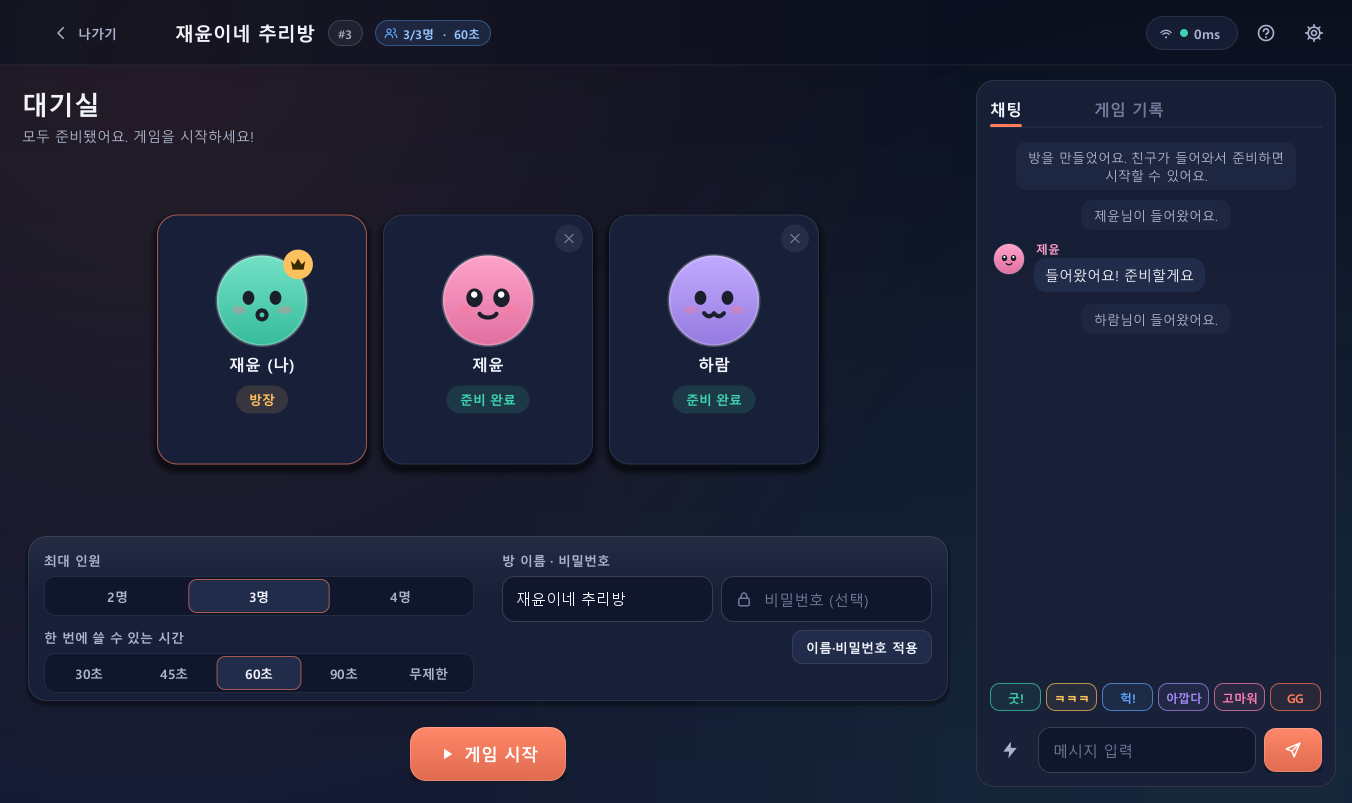 나가기
재윤이네 추리방
#3
3/3명 · 60초
0ms
대기실
모두 준비됐어요. 게임을 시작하세요!
재윤 (나)
방장
제윤
준비 완료
하람
준비 완료
최대 인원
2명
3명
4명
한 번에 쓸 수 있는 시간
30초
45초
60초
90초
무제한
방 이름 · 비밀번호
재윤이네 추리방
비밀번호 (선택)
이름·비밀번호 적용
게임 시작
채팅
게임 기록
방을 만들었어요. 친구가 들어와서 준비하면
시작할 수 있어요.
제윤님이 들어왔어요.
제윤
들어왔어요! 준비할게요
하람님이 들어왔어요.
굿!
ㅋㅋㅋ
헉!
아깝다
고마워
GG
메시지 입력